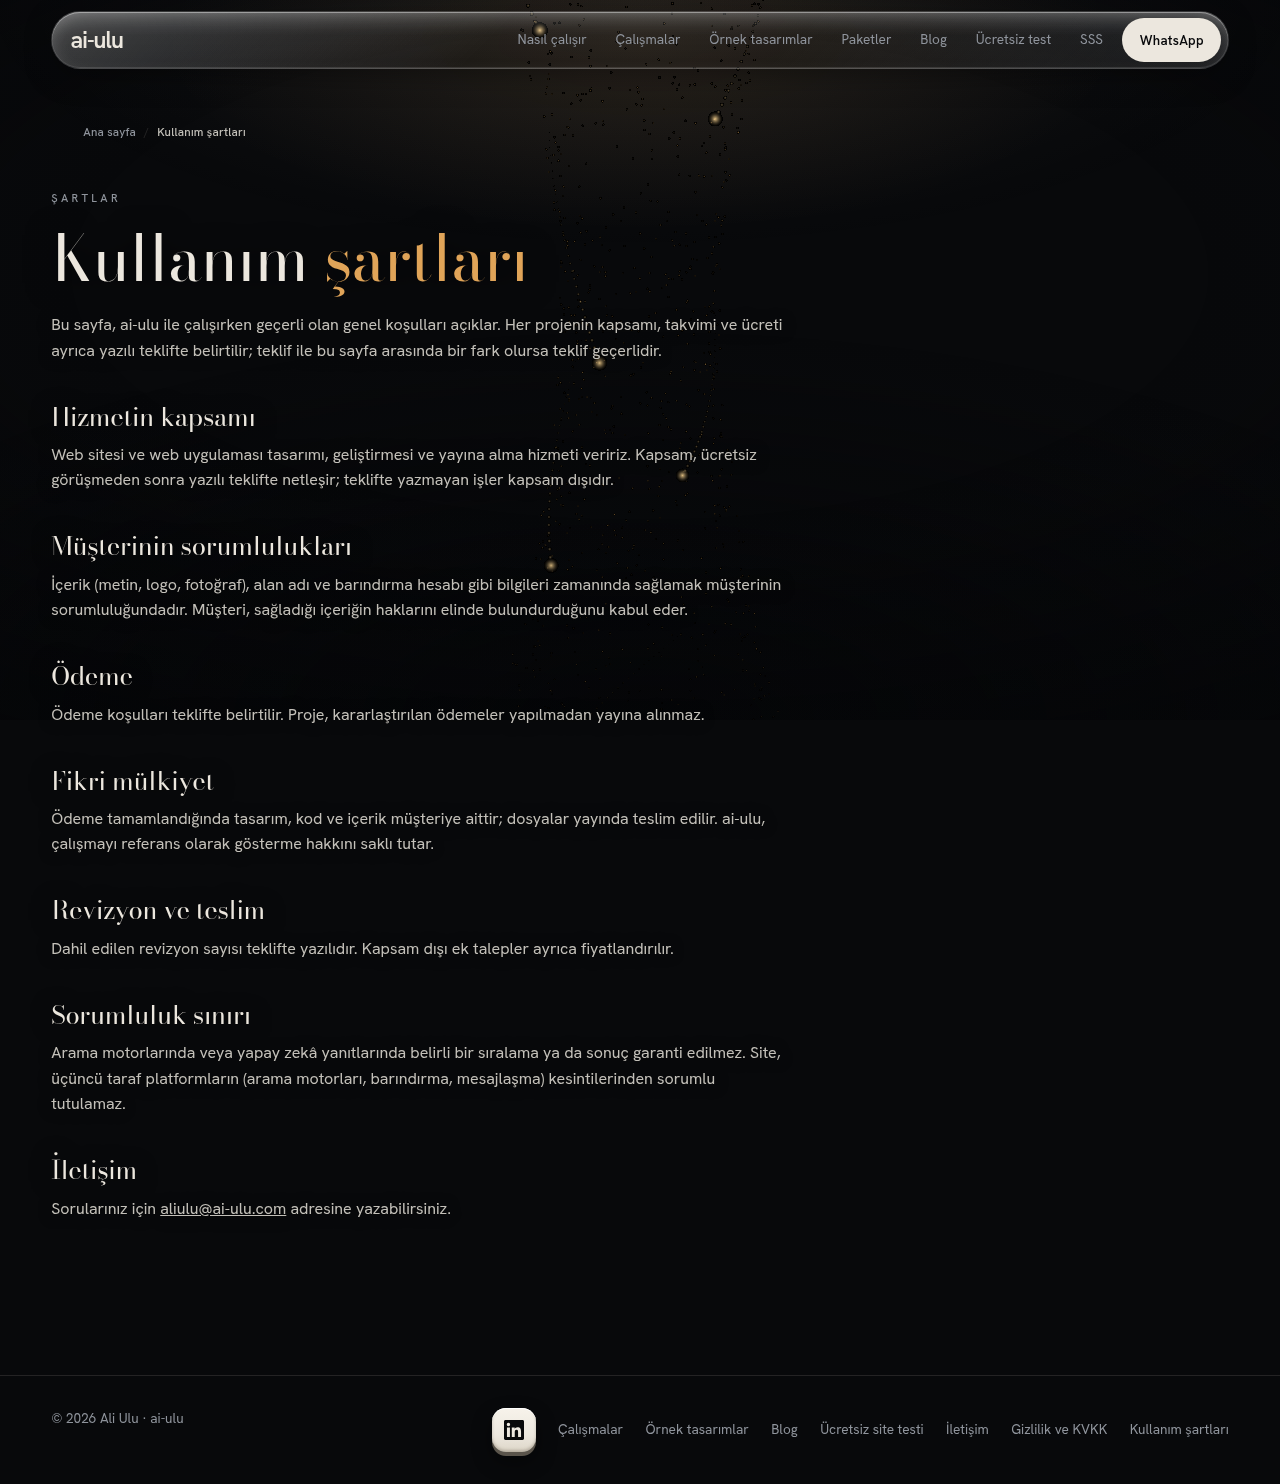 ai-ulu
Nasıl çalışır Çalışmalar Örnek tasarımlar Paketler Blog Ücretsiz test SSS WhatsApp
Ana sayfa / Kullanım şartları
ŞARTLAR
Kullanım şartları
Bu sayfa, ai-ulu ile çalışırken geçerli olan genel koşulları açıklar. Her projenin kapsamı, takvimi ve ücreti
ayrıca yazılı teklifte belirtilir; teklif ile bu sayfa arasında bir fark olursa teklif geçerlidir.
Hizmetin kapsamı
Web sitesi ve web uygulaması tasarımı, geliştirmesi ve yayına alma hizmeti veririz. Kapsam, ücretsiz
görüşmeden sonra yazılı teklifte netleşir; teklifte yazmayan işler kapsam dışıdır.
Müşterinin sorumlulukları
İçerik (metin, logo, fotoğraf), alan adı ve barındırma hesabı gibi bilgileri zamanında sağlamak müşterinin
sorumluluğundadır. Müşteri, sağladığı içeriğin haklarını elinde bulundurduğunu kabul eder.
Ödeme
Ödeme koşulları teklifte belirtilir. Proje, kararlaştırılan ödemeler yapılmadan yayına alınmaz.
Fikri mülkiyet
Ödeme tamamlandığında tasarım, kod ve içerik müşteriye aittir; dosyalar yayında teslim edilir. ai-ulu,
çalışmayı referans olarak gösterme hakkını saklı tutar.
Revizyon ve teslim
Dahil edilen revizyon sayısı teklifte yazılıdır. Kapsam dışı ek talepler ayrıca fiyatlandırılır.
Sorumluluk sınırı
Arama motorlarında veya yapay zekâ yanıtlarında belirli bir sıralama ya da sonuç garanti edilmez. Site,
üçüncü taraf platformların (arama motorları, barındırma, mesajlaşma) kesintilerinden sorumlu
tutulamaz.
İletişim
Sorularınız için aliulu@ai-ulu.com adresine yazabilirsiniz.
© 2026 Ali Ulu · ai-ulu
in Çalışmalar Örnek tasarımlar Blog Ücretsiz site testi İletişim Gizlilik ve KVKK Kullanım şartları